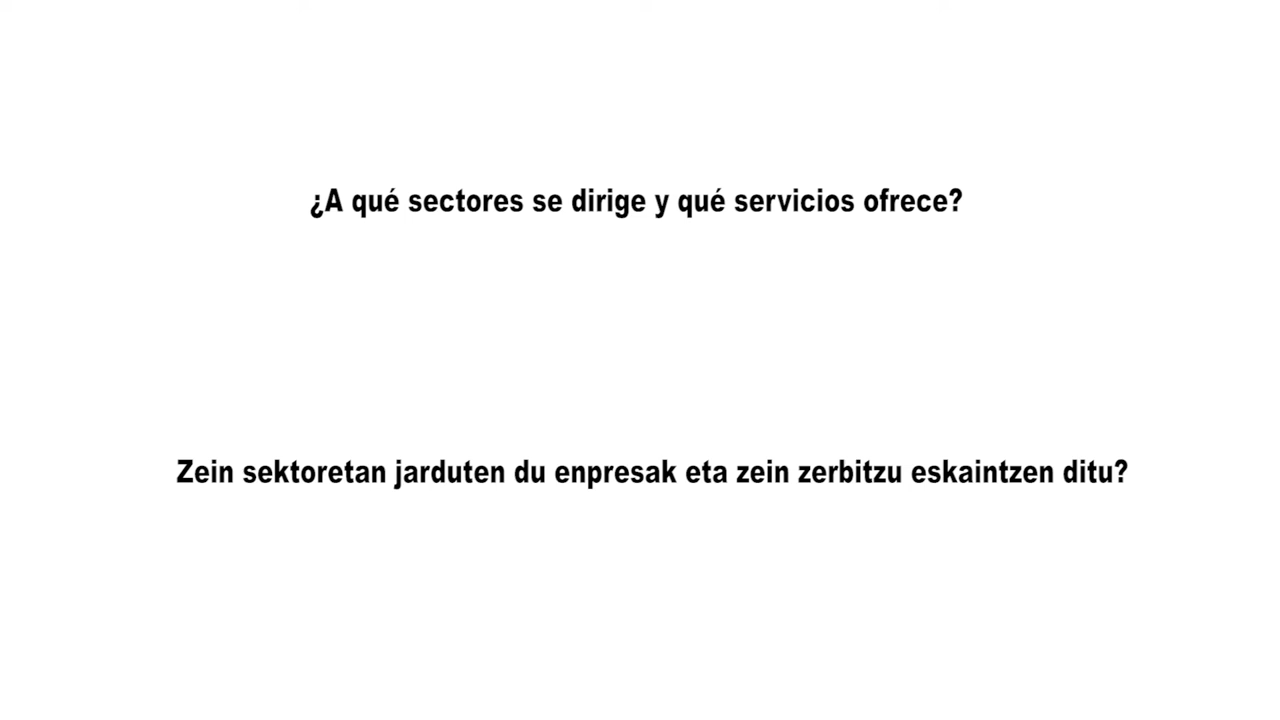 ¿A qué sectores se dirige y qué servicios ofrece?
Zein sektoretan jarduten du enpresak eta zein zerbitzu eskaintzen ditu?